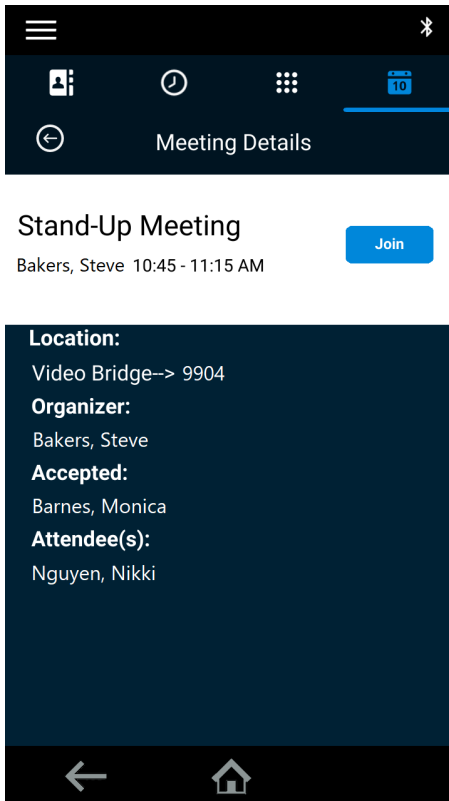 10
Meeting Details
Stand-Up Meeting
Join
Bakers, Steve 10:45 - 11:15 AM
Location:
Video Bridge--> 9904
Organizer:
Bakers, Steve
Accepted:
Barnes, Monica
Attendee(s):
Nguyen, Nikki